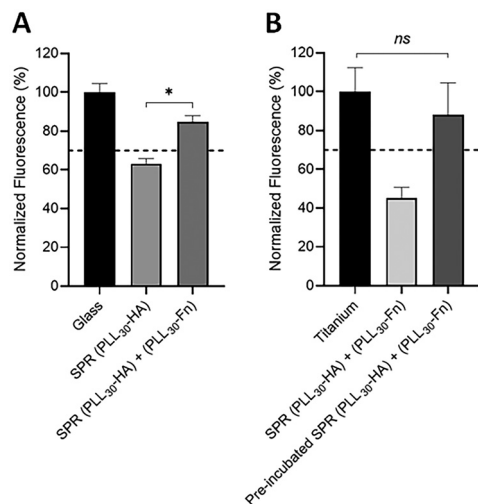 A
Normalized Fluorescence (%)
120
100
80
60
40
20
0
*
Glass
SPR (PLL₃₀-HA)
SPR (PLL₃₀-HA) + (PLL₃₀-Fn)
B
Normalized Fluorescence (%)
120
100
80
60
40
20
0
ns
Titanium
SPR (PLL₃₀-HA) + (PLL₃₀-Fn)
Pre-incubated SPR (PLL₃₀-HA) + (PLL₃₀-Fn)